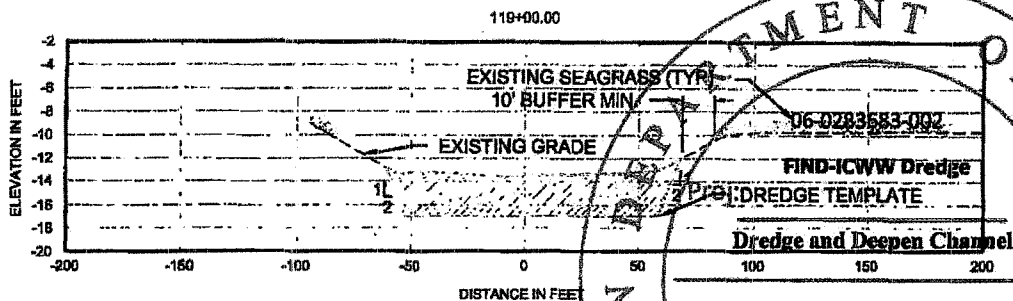 119+00.00
EXISTING SEAGRASS (TYP)
10' BUFFER MIN.
06-0283583-002
EXISTING GRADE
FIND-ICWW Dredge
Proj:
DREDGE TEMPLATE
Dredge and Deepen Channel
1
2
2
ELEVATION IN FEET
-2
-4
-6
-8
-10
-12
-14
-16
-18
-20
-200
-150
-100
-50
0
50
100
150
200
DISTANCE IN FEET
DEPARTMENT O
N